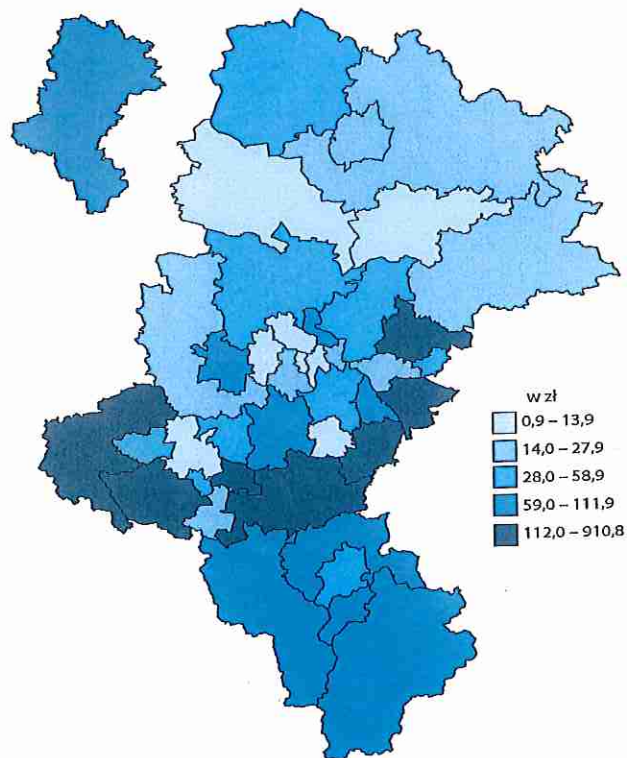 w zł
0,9 – 13,9
14,0 – 27,9
28,0 – 58,9
59,0 – 111,9
112,0 – 910,8